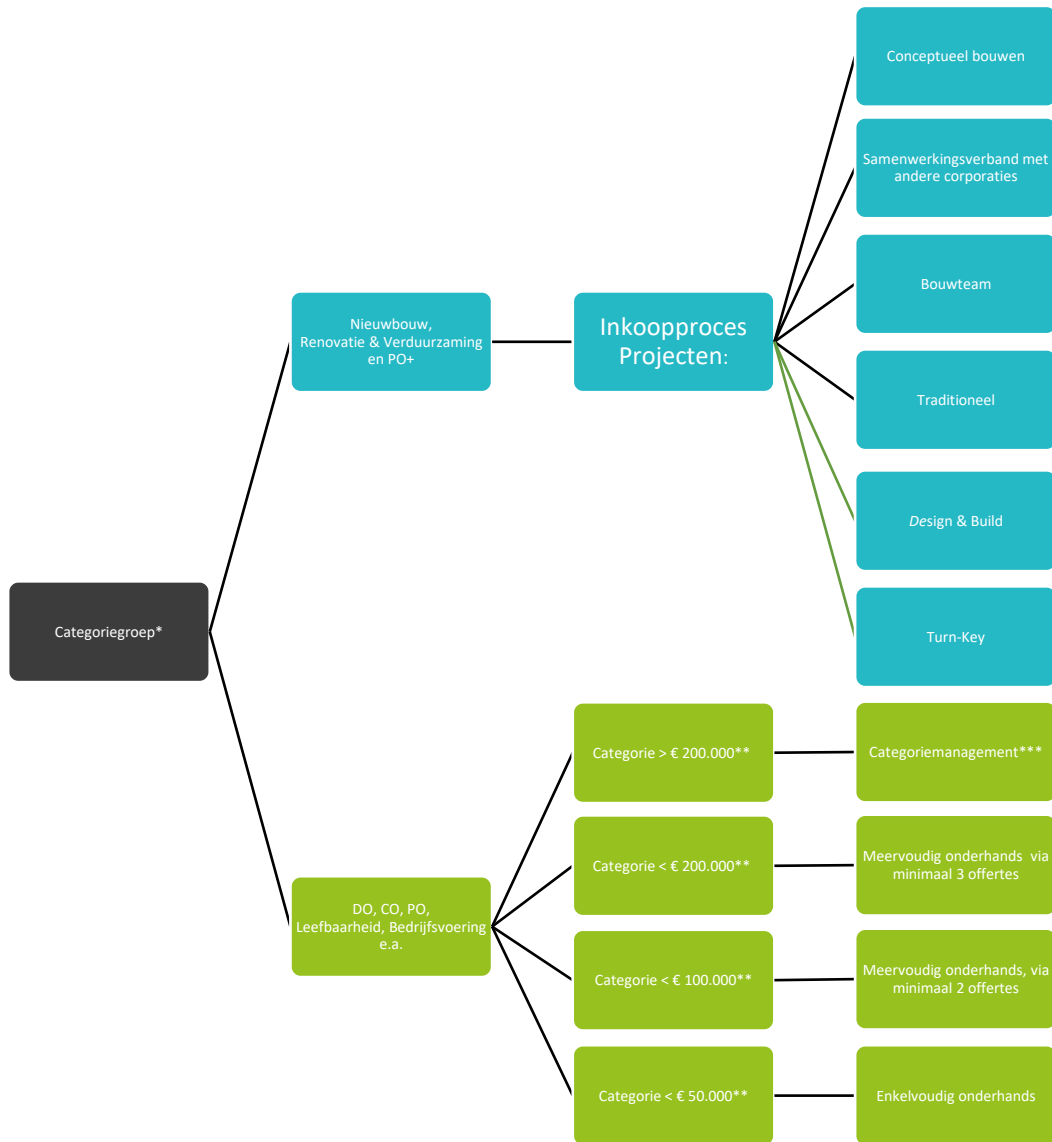 Conceptueel bouwen
Samenwerkingsverband met
andere corporaties
Bouwteam
Nieuwbouw,
Renovatie & Verduurzaming
en PO+
Inkoopproces
Projecten:
Traditioneel
Design & Build
Categoriegroep*
Turn-Key
Categorie > € 200.000**
Categoriemanagement***
Categorie < € 200.000**
Meervoudig onderhands via
minimaal 3 offertes
DO, CO, PO,
Leefbaarheid, Bedrijfsvoering
e.a.
Categorie < € 100.000**
Meervoudig onderhands, via
minimaal 2 offertes
Categorie < € 50.000**
Enkelvoudig onderhands